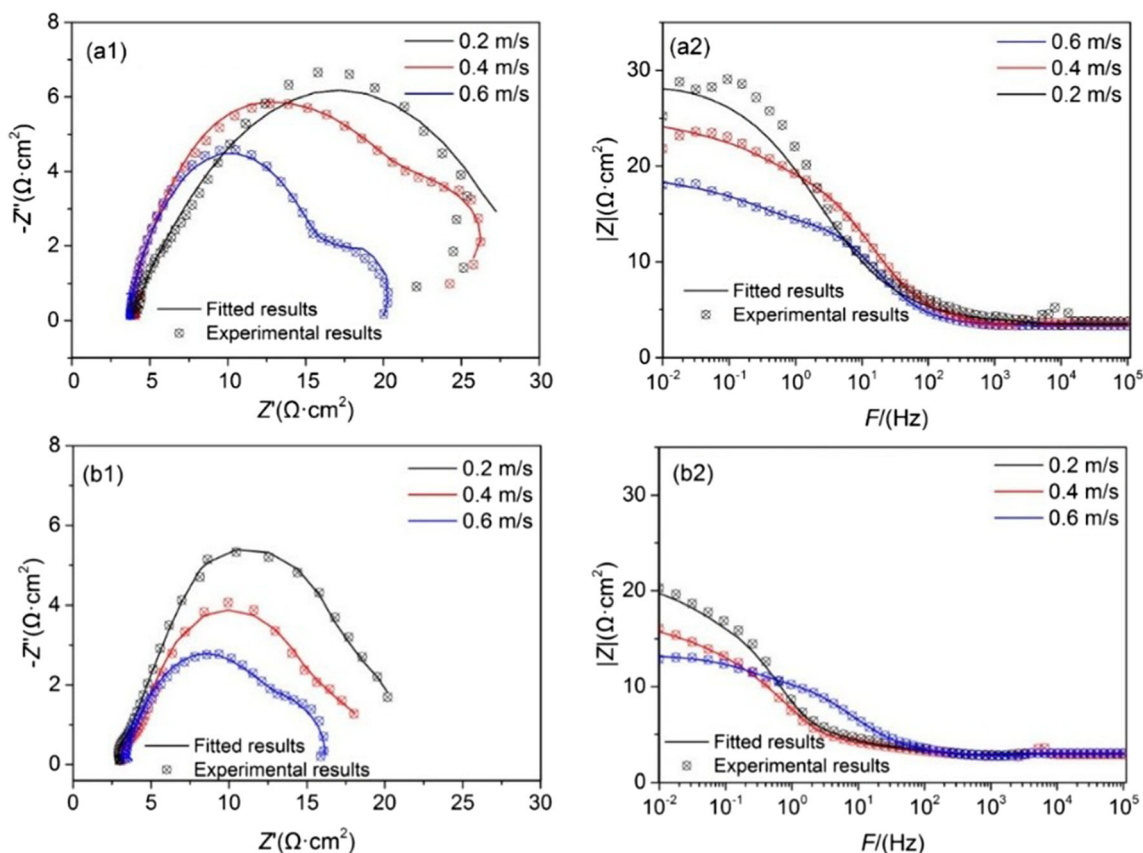 (a1)
0.2 m/s
0.4 m/s
0.6 m/s
8
6
4
2
0
-Z''(Ω·cm²)
Fitted results
Experimental results
0 5 10 15 20 25 30
Z'(Ω·cm²)
(a2)
0.6 m/s
0.4 m/s
0.2 m/s
30
20
10
0
|Z|(Ω·cm²)
Fitted results
Experimental results
10⁻² 10⁻¹ 10⁰ 10¹ 10² 10³ 10⁴ 10⁵
F/(Hz)
(b1)
0.2 m/s
0.4 m/s
0.6 m/s
8
6
4
2
0
-Z''(Ω·cm²)
Fitted results
Experimental results
0 5 10 15 20 25 30
Z'(Ω·cm²)
(b2)
0.2 m/s
0.4 m/s
0.6 m/s
30
20
10
0
|Z|(Ω·cm²)
Fitted results
Experimental results
10⁻² 10⁻¹ 10⁰ 10¹ 10² 10³ 10⁴ 10⁵
F/(Hz)